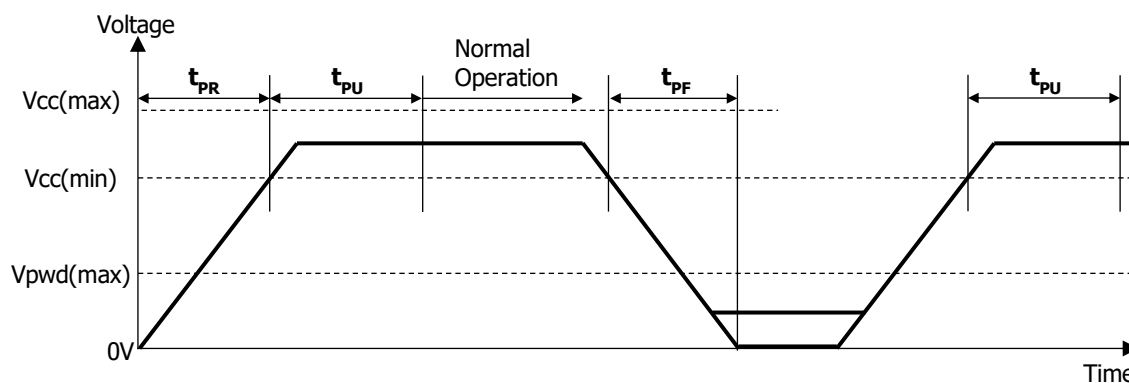 Voltage
Normal
Operation
tPR
tPU
tPF
tPU
Vcc(max)
Vcc(min)
Vpwd(max)
0V
Time